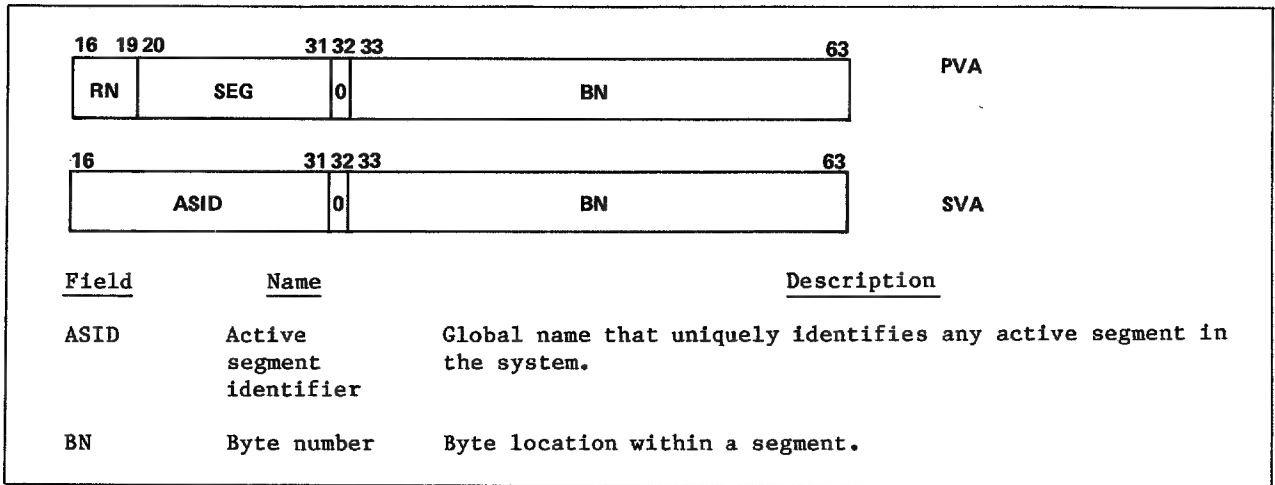 16 19 20 31 32 33 63
RN SEG 0 BN PVA
16 31 32 33 63
ASID 0 BN SVA
Field Name Description
ASID Active Global name that uniquely identifies any active segment in
segment the system.
identifier
BN Byte number Byte location within a segment.